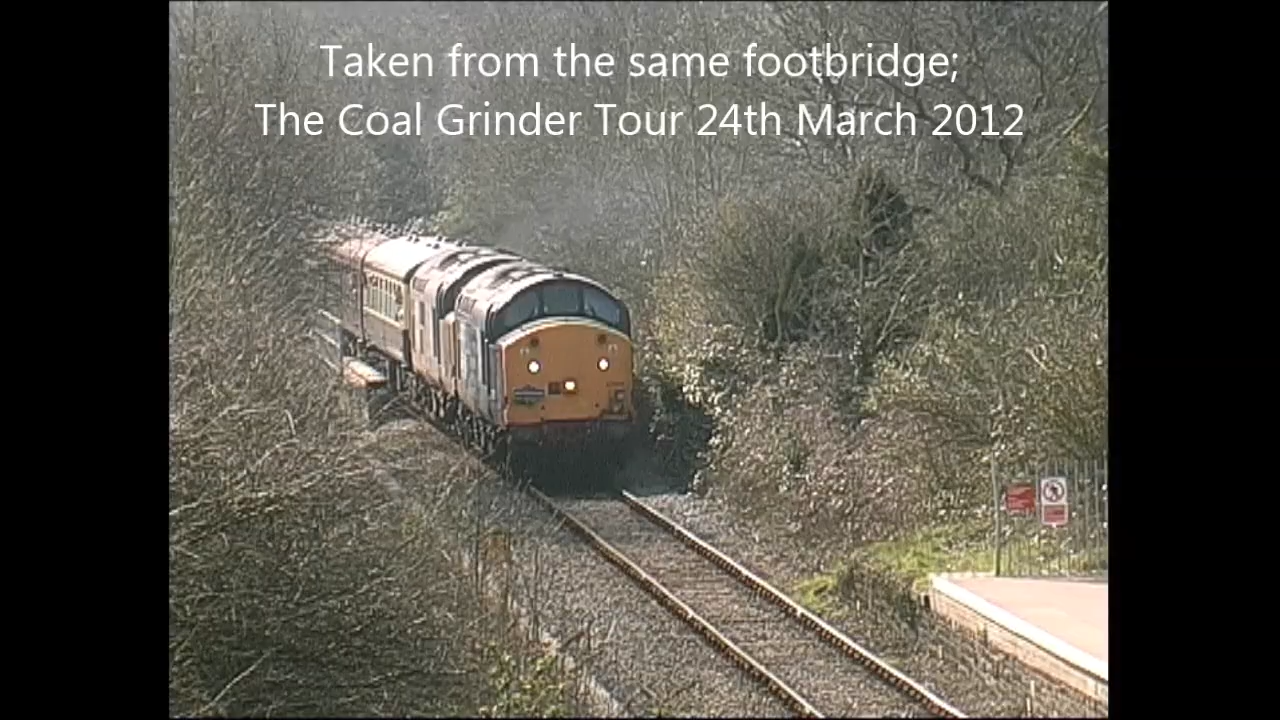 Taken from the same footbridge;
The Coal Grinder Tour 24th March 2012